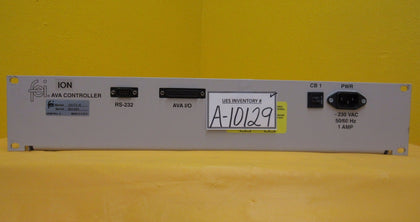 fei
ION
AVA CONTROLLER
RS-232
AVA I/O
UES INVENTORY #
A-10129
CB 1
PWR
~ 230 VAC
50/60 Hz
1 AMP